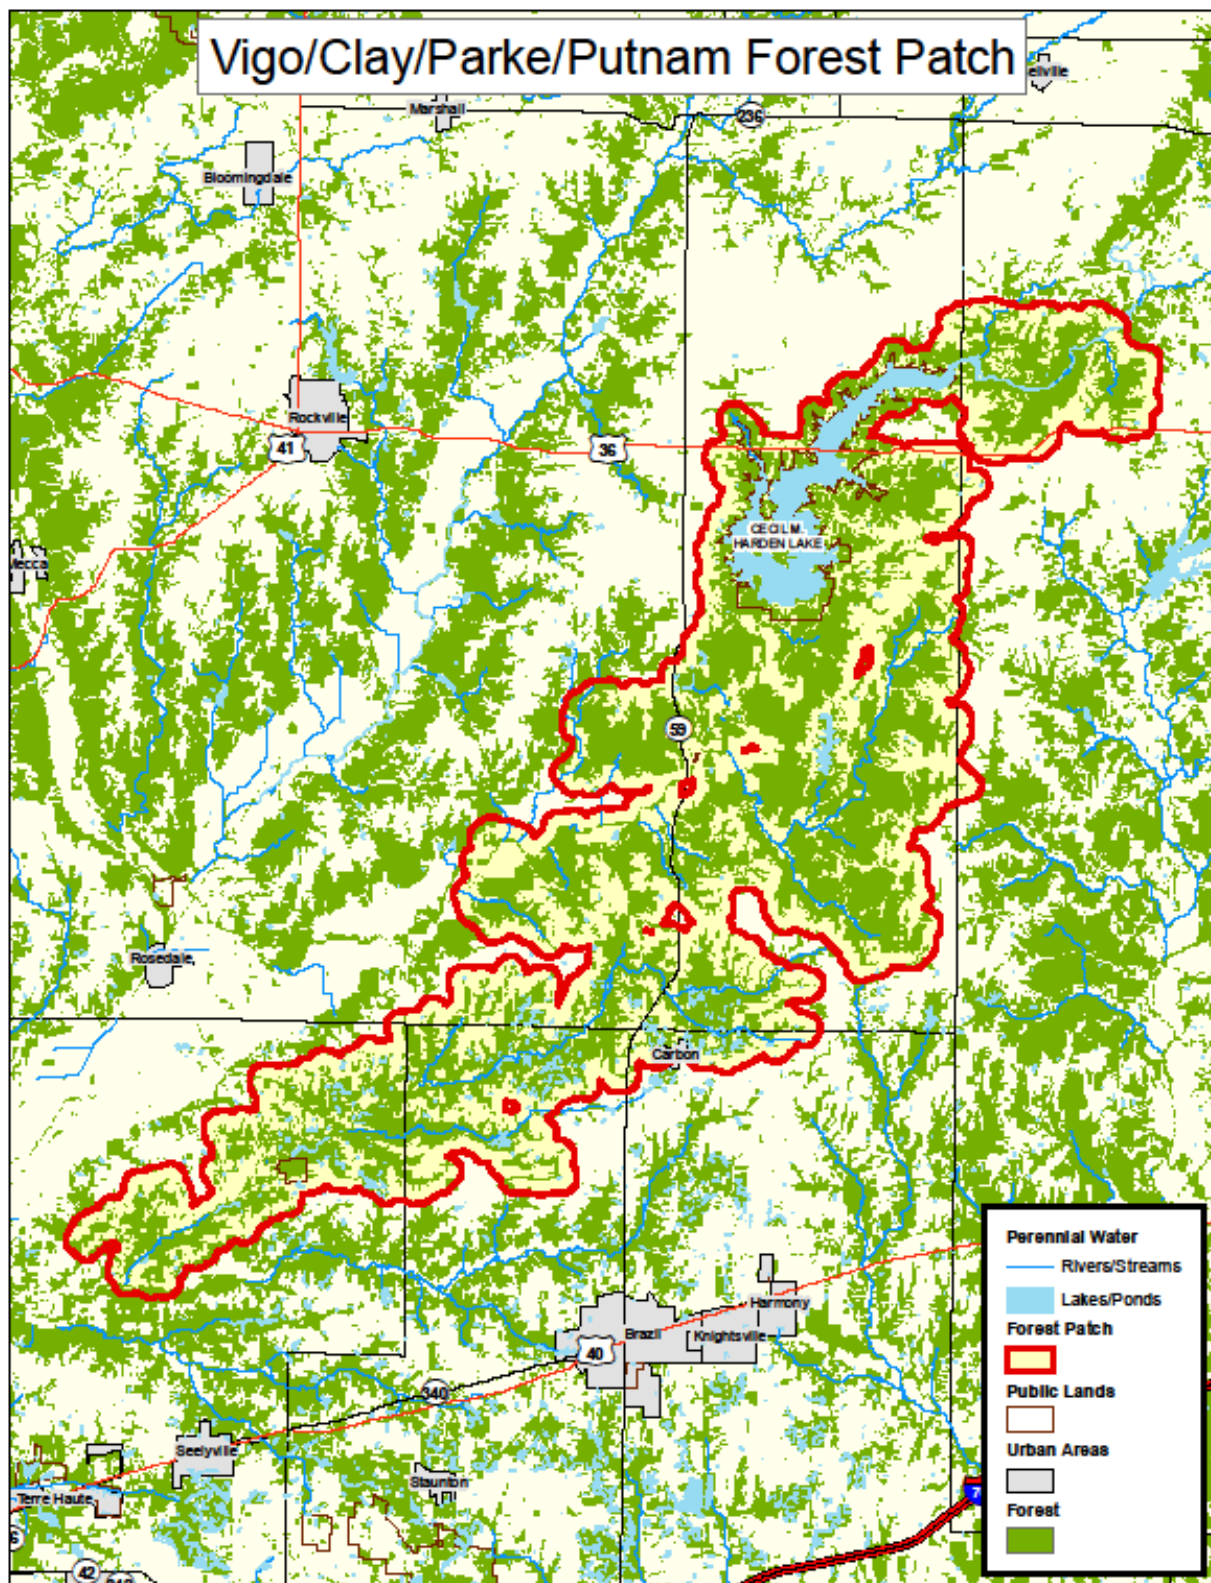 Vigo/Clay/Parke/Putnam Forest Patch
ellville
Marshall
236
Bloomingdale
Rockville
41
36
CECIL M.
HARDEN LAKE
Mecca
59
Rosedale
Carbon
Harmony
Brazil
Knightsville
40
340
Seelyville
Staunton
Terre Haute
42
Perennial Water
Rivers/Streams
Lakes/Ponds
Forest Patch
Public Lands
Urban Areas
Forest